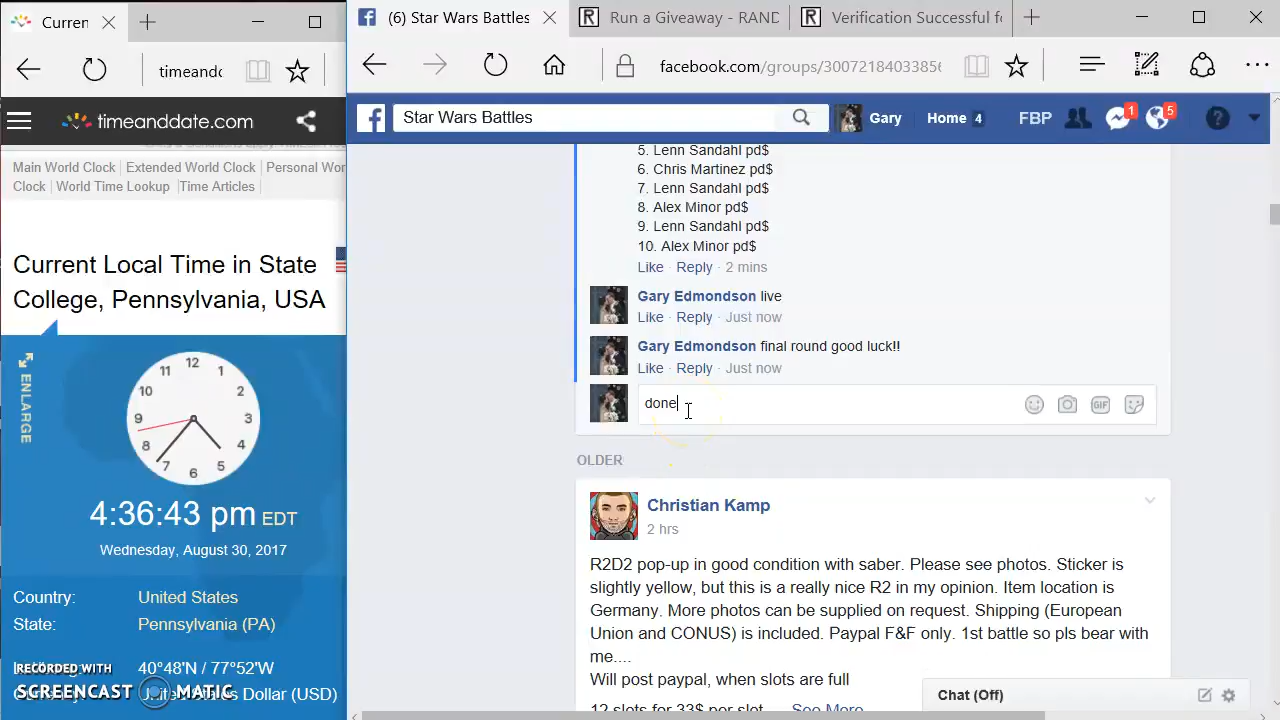 Curren
timeandc
timeanddate.com
Main World Clock | Extended World Clock | Personal Wor
Clock | World Time Lookup | Time Articles |
Current Local Time in State
College, Pennsylvania, USA
ENLARGE
12
1
2
3
4
5
6
7
8
9
10
11
4:36:43 pm EDT
Wednesday, August 30, 2017
Country: United States
State: Pennsylvania (PA)
40°48'N / 77°52'W
United States Dollar (USD)
RECORDED WITH
SCREENCAST MATIC
(6) Star Wars Battles
Run a Giveaway - RAND
Verification Successful fo
facebook.com/groups/30072184033856
Star Wars Battles
Gary
Home 4
FBP
1
5
5. Lenn Sandahl pd$
6. Chris Martinez pd$
7. Lenn Sandahl pd$
8. Alex Minor pd$
9. Lenn Sandahl pd$
10. Alex Minor pd$
Like · Reply · 2 mins
Gary Edmondson live
Like · Reply · Just now
Gary Edmondson final round good luck!!
Like · Reply · Just now
done
GIF
OLDER
Christian Kamp
2 hrs
R2D2 pop-up in good condition with saber. Please see photos. Sticker is
slightly yellow, but this is a really nice R2 in my opinion. Item location is
Germany. More photos can be supplied on request. Shipping (European
Union and CONUS) is included. Paypal F&F only. 1st battle so pls bear with
me....
Will post paypal, when slots are full
12 slots for 33$ per slot ... See More
Chat (Off)